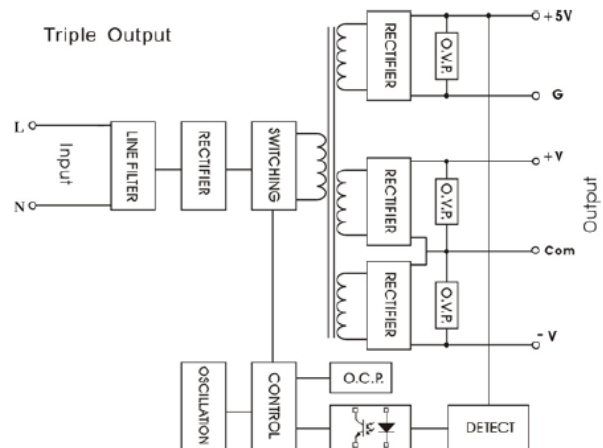 Triple Output
L
N
Input
LINE FILTER
RECTIFIER
SWITCHING
RECTIFIER
O.V.P.
+5V
G
RECTIFIER
O.V.P.
+V
Com
RECTIFIER
O.V.P.
-V
Output
OSCILLATION
CONTROL
O.C.P.
DETECT